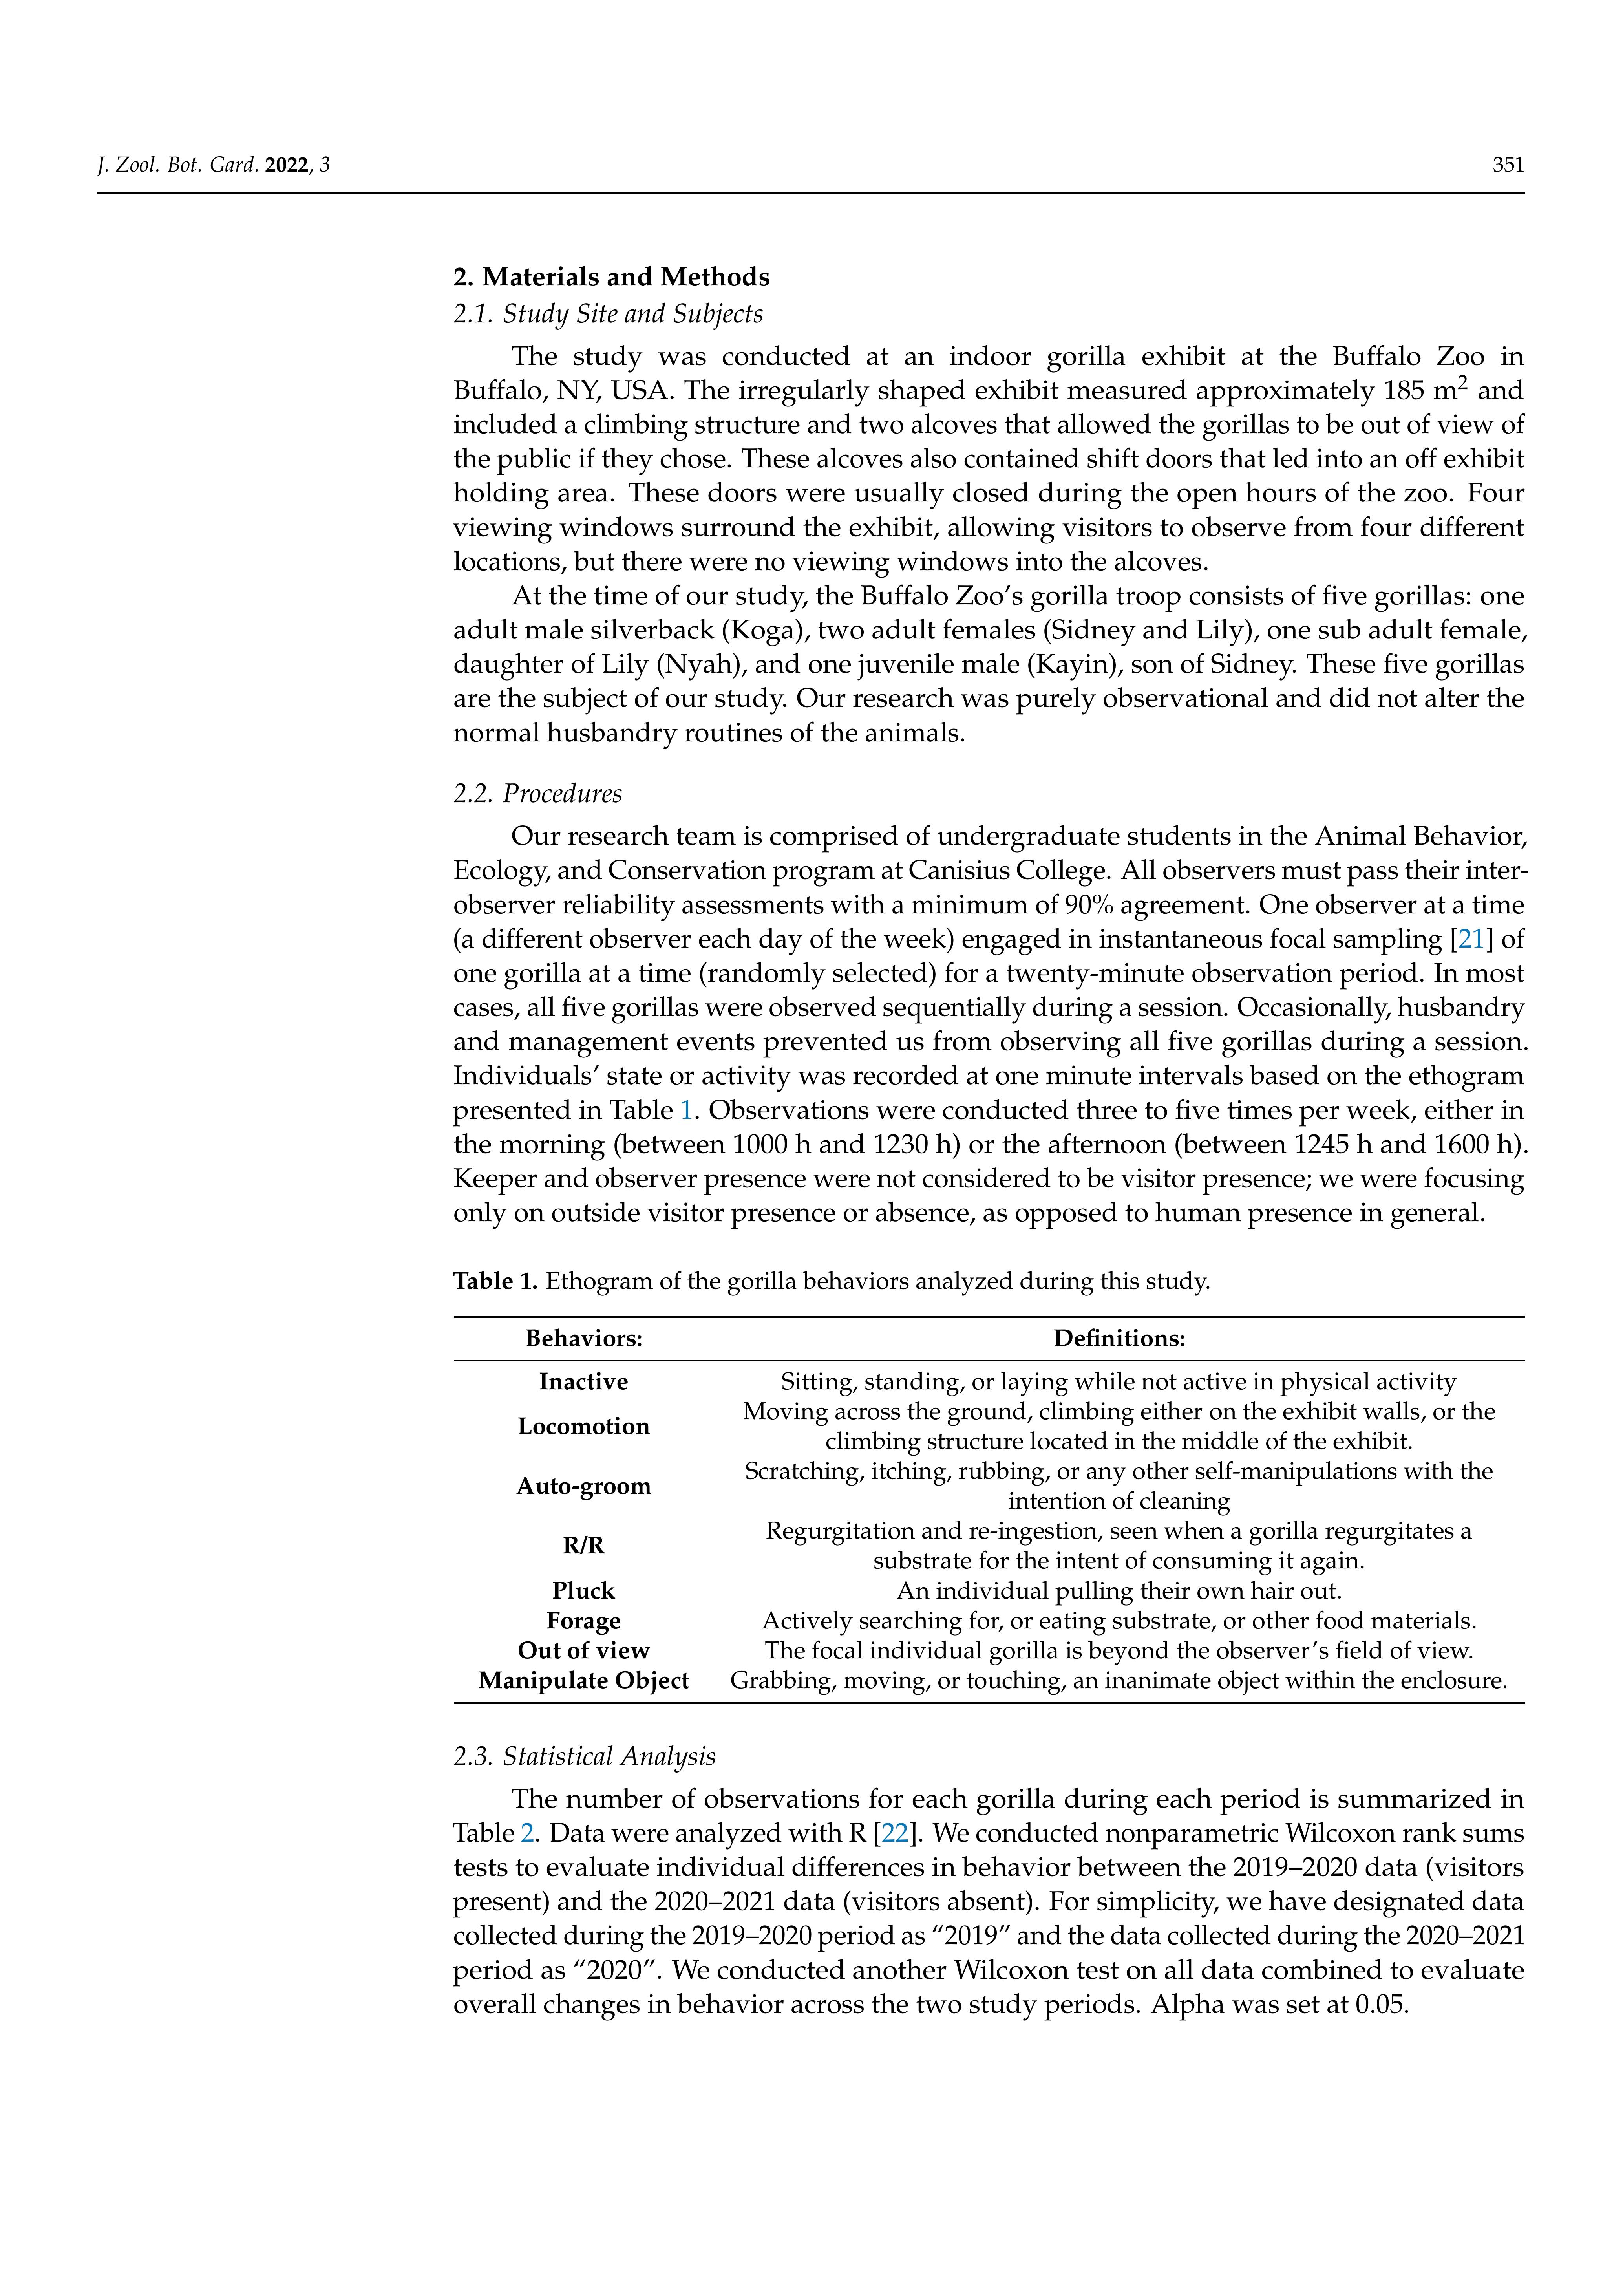 J. Zool. Bot. Gard. 2022, 3
351
2. Materials and Methods
2.1. Study Site and Subjects
The study was conducted at an indoor gorilla exhibit at the Buffalo Zoo in
Buffalo, NY, USA. The irregularly shaped exhibit measured approximately 185 m² and
included a climbing structure and two alcoves that allowed the gorillas to be out of view of
the public if they chose. These alcoves also contained shift doors that led into an off exhibit
holding area. These doors were usually closed during the open hours of the zoo. Four
viewing windows surround the exhibit, allowing visitors to observe from four different
locations, but there were no viewing windows into the alcoves.
At the time of our study, the Buffalo Zoo's gorilla troop consists of five gorillas: one
adult male silverback (Koga), two adult females (Sidney and Lily), one sub adult female,
daughter of Lily (Nyah), and one juvenile male (Kayin), son of Sidney. These five gorillas
are the subject of our study. Our research was purely observational and did not alter the
normal husbandry routines of the animals.
2.2. Procedures
Our research team is comprised of undergraduate students in the Animal Behavior,
Ecology, and Conservation program at Canisius College. All observers must pass their inter-
observer reliability assessments with a minimum of 90% agreement. One observer at a time
(a different observer each day of the week) engaged in instantaneous focal sampling [21] of
one gorilla at a time (randomly selected) for a twenty-minute observation period. In most
cases, all five gorillas were observed sequentially during a session. Occasionally, husbandry
and management events prevented us from observing all five gorillas during a session.
Individuals' state or activity was recorded at one minute intervals based on the ethogram
presented in Table 1. Observations were conducted three to five times per week, either in
the morning (between 1000 h and 1230 h) or the afternoon (between 1245 h and 1600 h).
Keeper and observer presence were not considered to be visitor presence; we were focusing
only on outside visitor presence or absence, as opposed to human presence in general.
Table 1. Ethogram of the gorilla behaviors analyzed during this study.
Behaviors: Definitions:
Inactive Sitting, standing, or laying while not active in physical activity
Locomotion Moving across the ground, climbing either on the exhibit walls, or the
climbing structure located in the middle of the exhibit.
Auto-groom Scratching, itching, rubbing, or any other self-manipulations with the
intention of cleaning
R/R Regurgitation and re-ingestion, seen when a gorilla regurgitates a
substrate for the intent of consuming it again.
Pluck An individual pulling their own hair out.
Forage Actively searching for, or eating substrate, or other food materials.
Out of view The focal individual gorilla is beyond the observer's field of view.
Manipulate Object Grabbing, moving, or touching, an inanimate object within the enclosure.
2.3. Statistical Analysis
The number of observations for each gorilla during each period is summarized in
Table 2. Data were analyzed with R [22]. We conducted nonparametric Wilcoxon rank sums
tests to evaluate individual differences in behavior between the 2019–2020 data (visitors
present) and the 2020–2021 data (visitors absent). For simplicity, we have designated data
collected during the 2019–2020 period as "2019" and the data collected during the 2020–2021
period as "2020". We conducted another Wilcoxon test on all data combined to evaluate
overall changes in behavior across the two study periods. Alpha was set at 0.05.